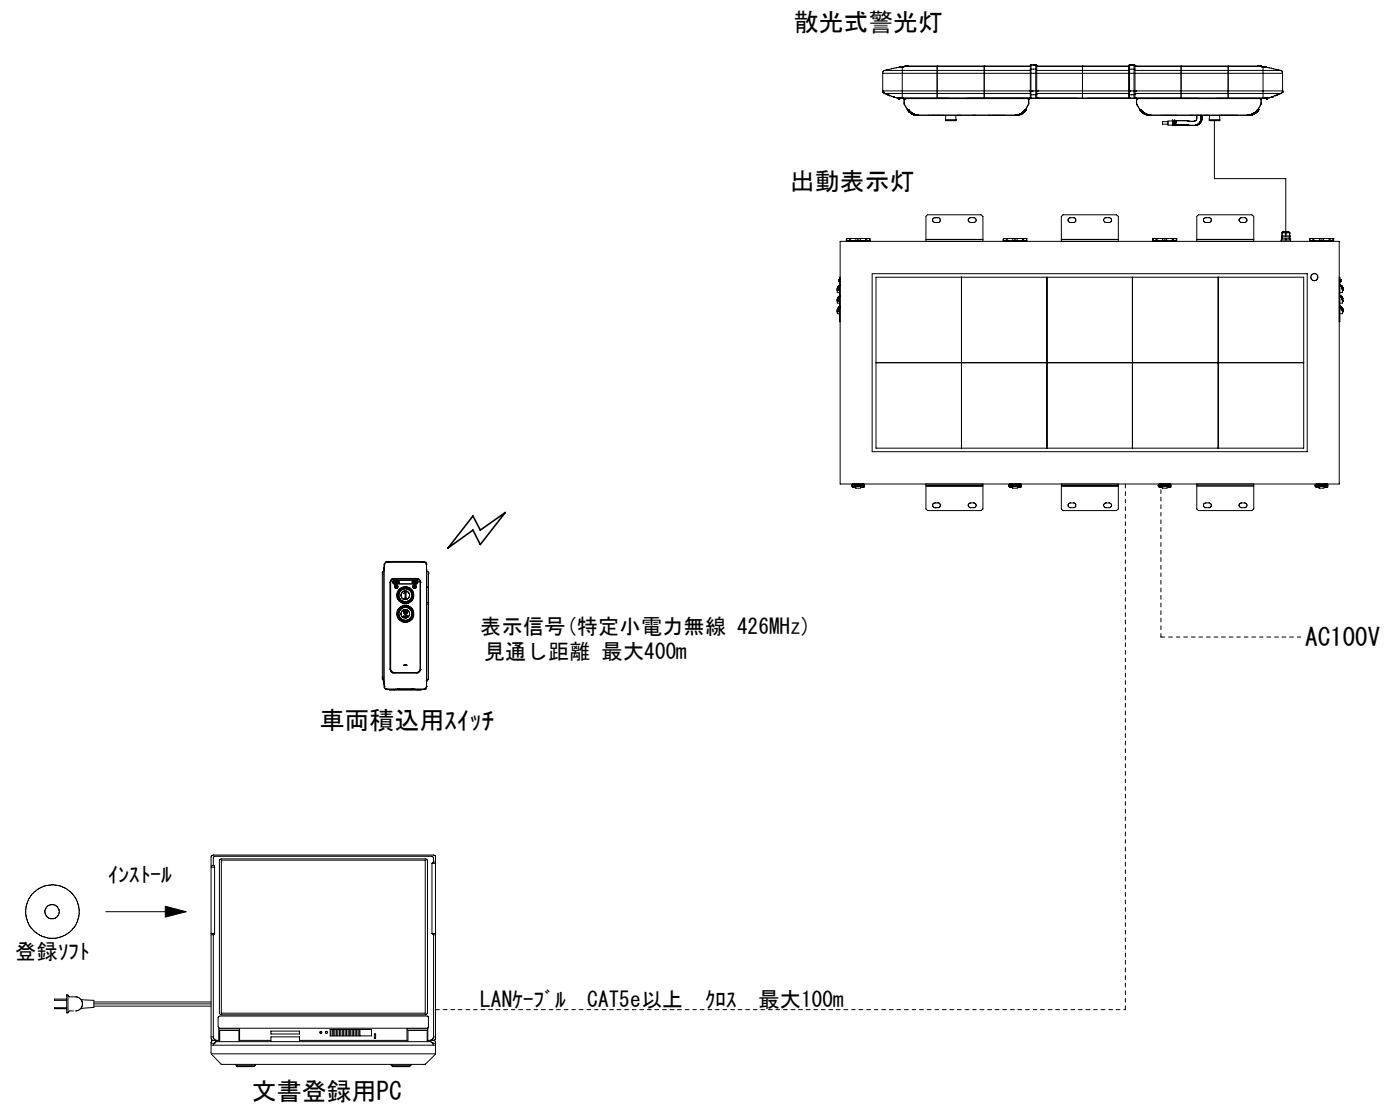 散光式警光灯
出動表示灯
表示信号(特定小電力無線 426MHz)
見通し距離 最大400m
AC100V
車両積込用ｽｲｯﾁ
ｲﾝｽﾄｰﾙ
登録ｿﾌﾄ
LANｹｰﾌﾞﾙ CAT5e以上 ｸﾛｽ 最大100m
文書登録用PC